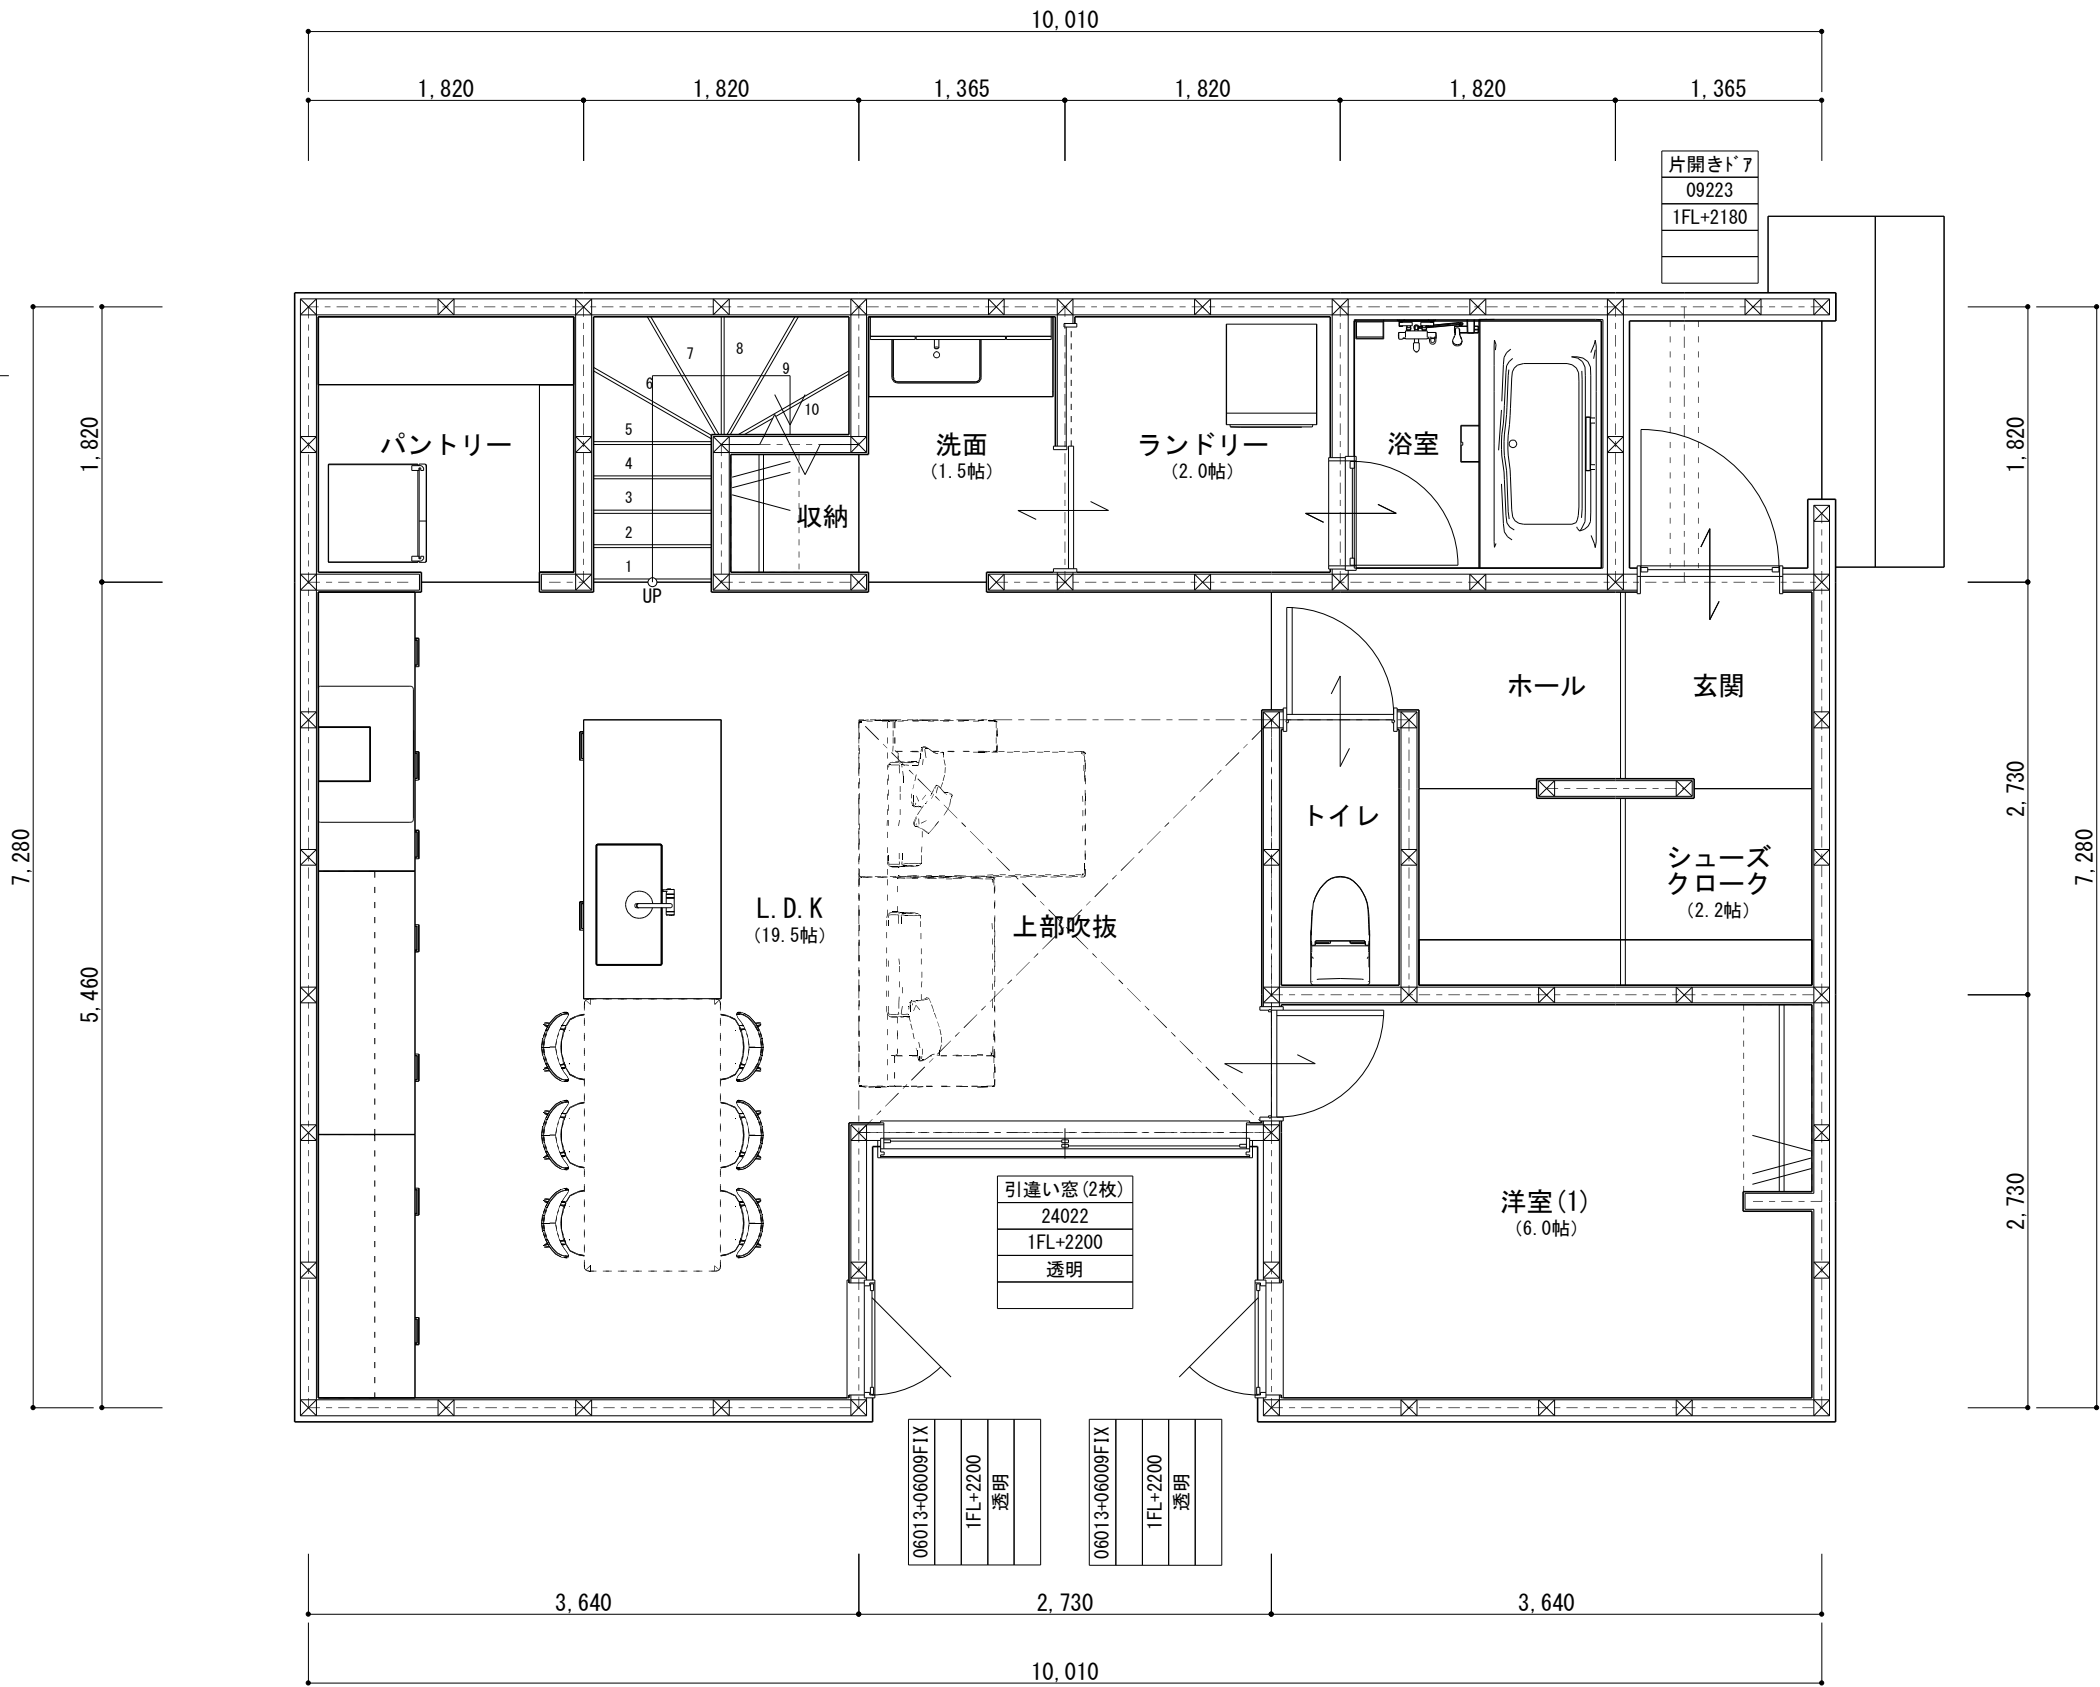 10,010
1,820
1,820
1,365
1,820
1,820
1,365
片開きﾄﾞｱ
09223
1FL+2180
7
8
6
9
10
5
4
3
2
1
UP
パントリー
収納
洗面
(1.5帖)
ランドリー
(2.0帖)
浴室
1,820
5,460
7,280
1,820
2,730
2,730
7,280
ホール
玄関
トイレ
シューズ
クローク
(2.2帖)
L.D.K
(19.5帖)
上部吹抜
洋室(1)
(6.0帖)
引違い窓(2枚)
24022
1FL+2200
透明
06013+06009FIX
1FL+2200
透明
06013+06009FIX
1FL+2200
透明
3,640
2,730
3,640
10,010